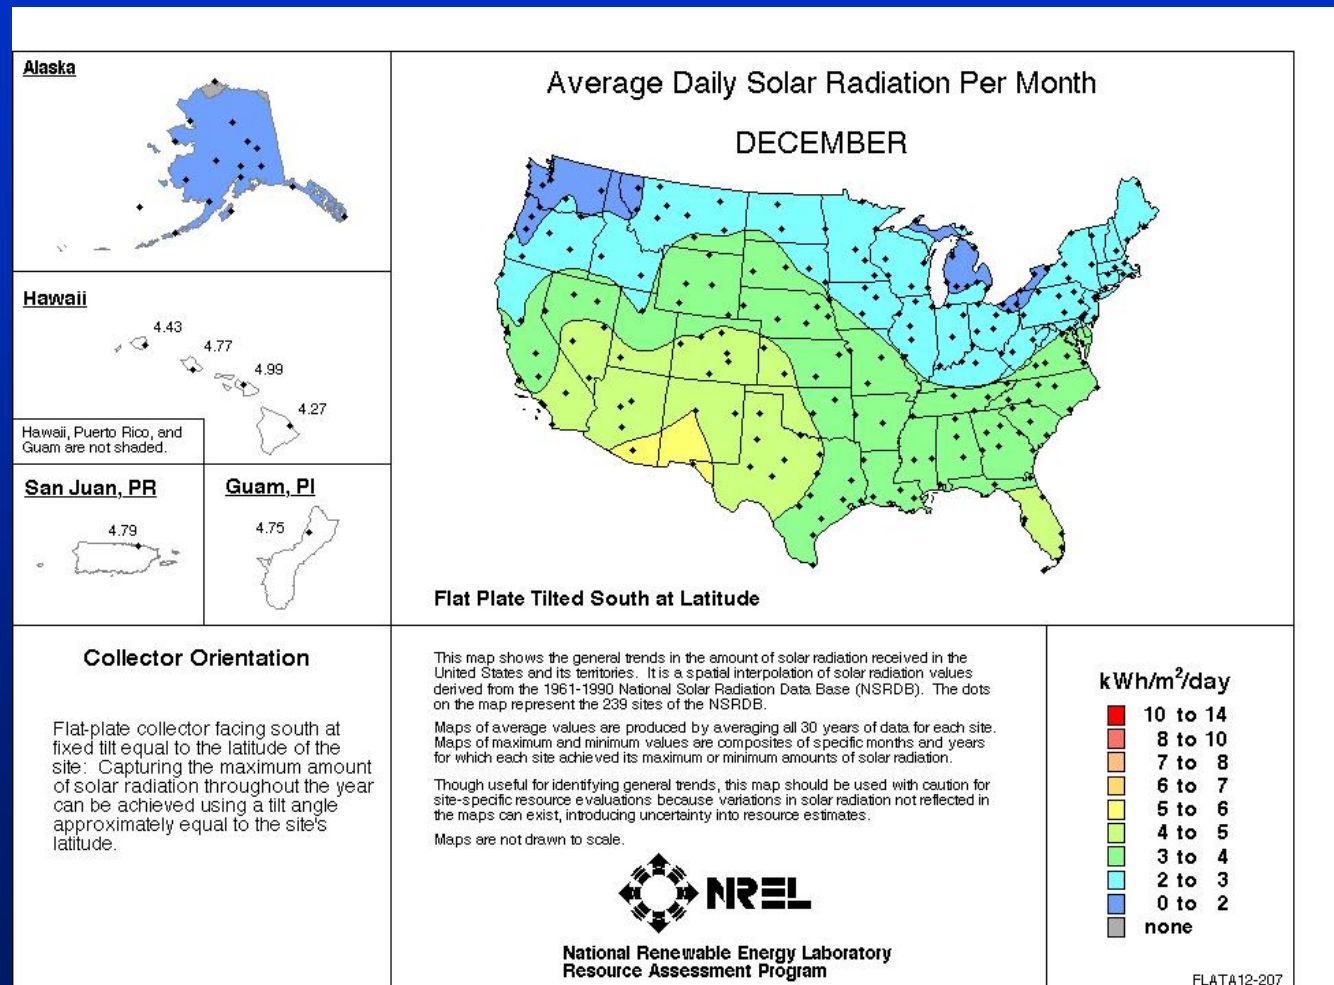 Alaska
Average Daily Solar Radiation Per Month
DECEMBER
Hawaii
4.43
4.77
4.99
4.27
Hawaii, Puerto Rico, and
Guam are not shaded.
San Juan, PR
4.79
Guam, PI
4.75
Flat Plate Tilted South at Latitude
Collector Orientation
Flat-plate collector facing south at
fixed tilt equal to the latitude of the
site:  Capturing the maximum amount
of solar radiation throughout the year
can be achieved using a tilt angle
approximately equal to the site's
latitude.
This map shows the general trends in the amount of solar radiation received in the
United States and its territories.  It is a spatial interpolation of solar radiation values
derived from the 1961-1990 National Solar Radiation Data Base (NSRDB).  The dots
on the map represent the 239 sites of the NSRDB.
Maps of average values are produced by averaging all 30 years of data for each site.
Maps of maximum and minimum values are composites of specific months and years
for which each site achieved its maximum or minimum amounts of solar radiation.
Though useful for identifying general trends, this map should be used with caution for
site-specific resource evaluations because variations in solar radiation not reflected in
the maps can exist, introducing uncertainty into resource estimates.
Maps are not drawn to scale.
NREL
National Renewable Energy Laboratory
Resource Assessment Program
kWh/m²/day
10 to 14
8 to 10
7 to 8
6 to 7
5 to 6
4 to 5
3 to 4
2 to 3
0 to 2
none
FLATA12-207